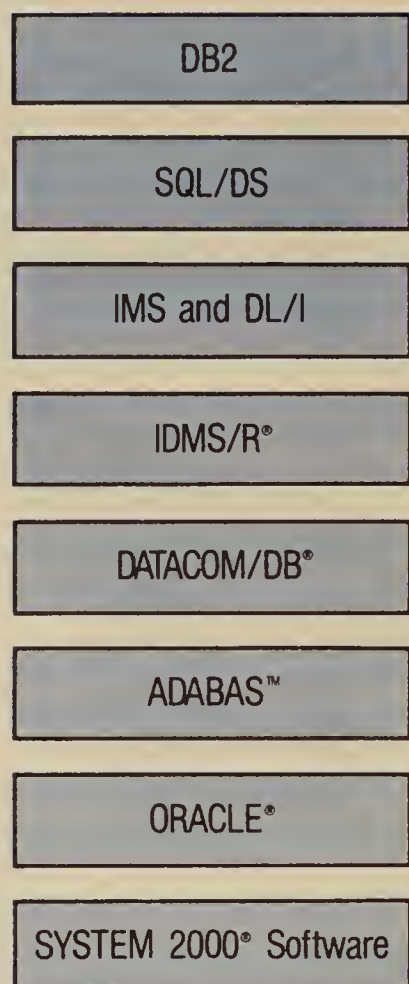 DB2
SQL/DS
IMS and DL/I
IDMS/R®
DATACOM/DB®
ADABAS™
ORACLE®
SYSTEM 2000® Software